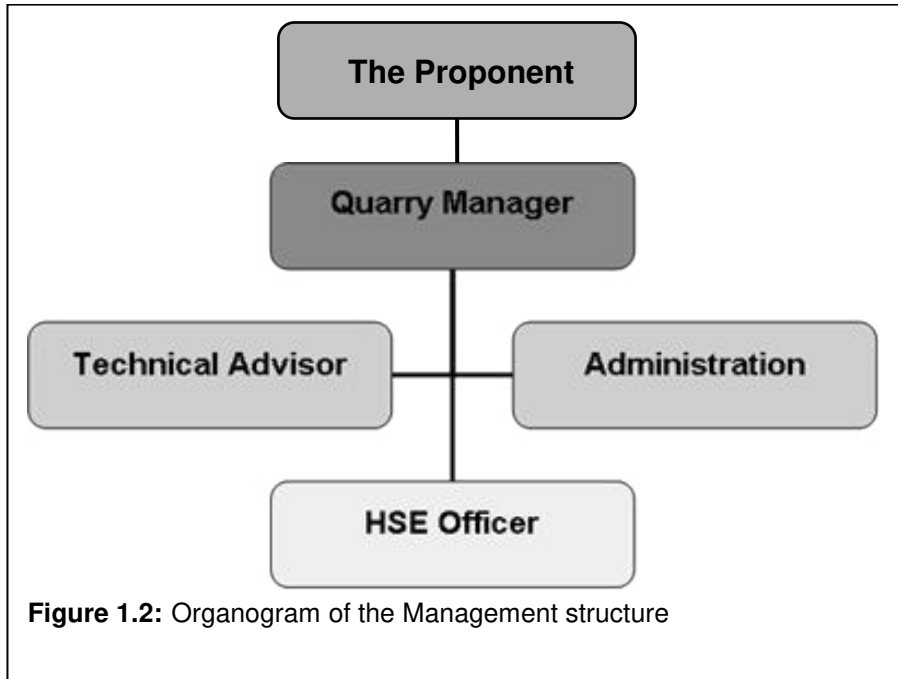 The Proponent
Quarry Manager
Technical Advisor
Administration
HSE Officer
Figure 1.2: Organogram of the Management structure